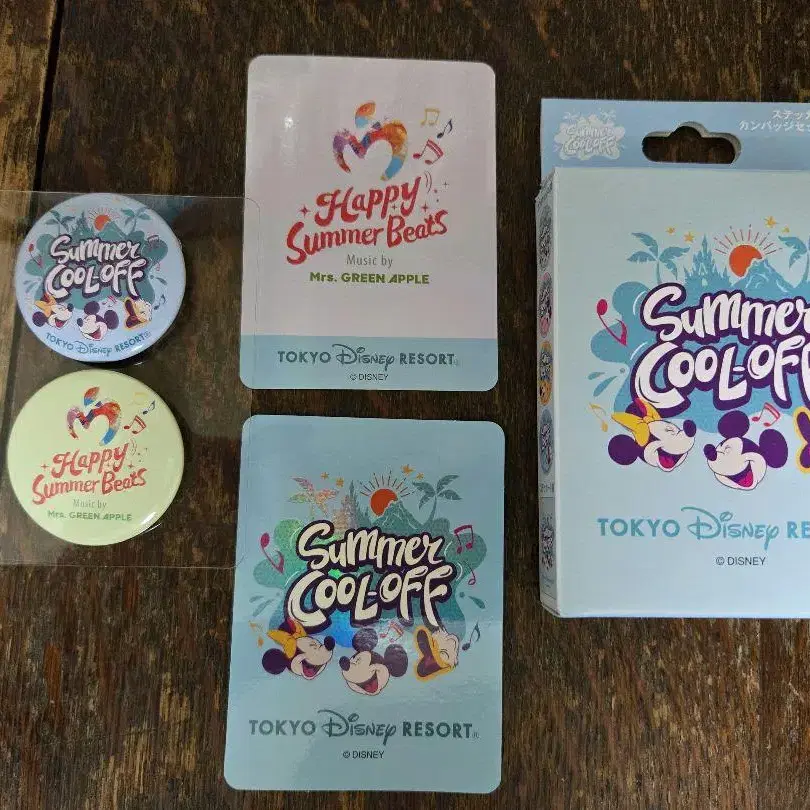 Summer
COOL-OFF
TOKYO Disney RESORT®
Happy
Summer Beats
Music by
Mrs. GREEN APPLE
Happy
Summer Beats
Music by
Mrs. GREEN APPLE
TOKYO Disney RESORT®
© DISNEY
Summer
COOL-OFF
TOKYO Disney RESORT®
© DISNEY
SUMMER
COOL-OFF
ステッカ
カンバッジセ
Summer
COOL-OFF
TOKYO Disney RE
© DISNEY